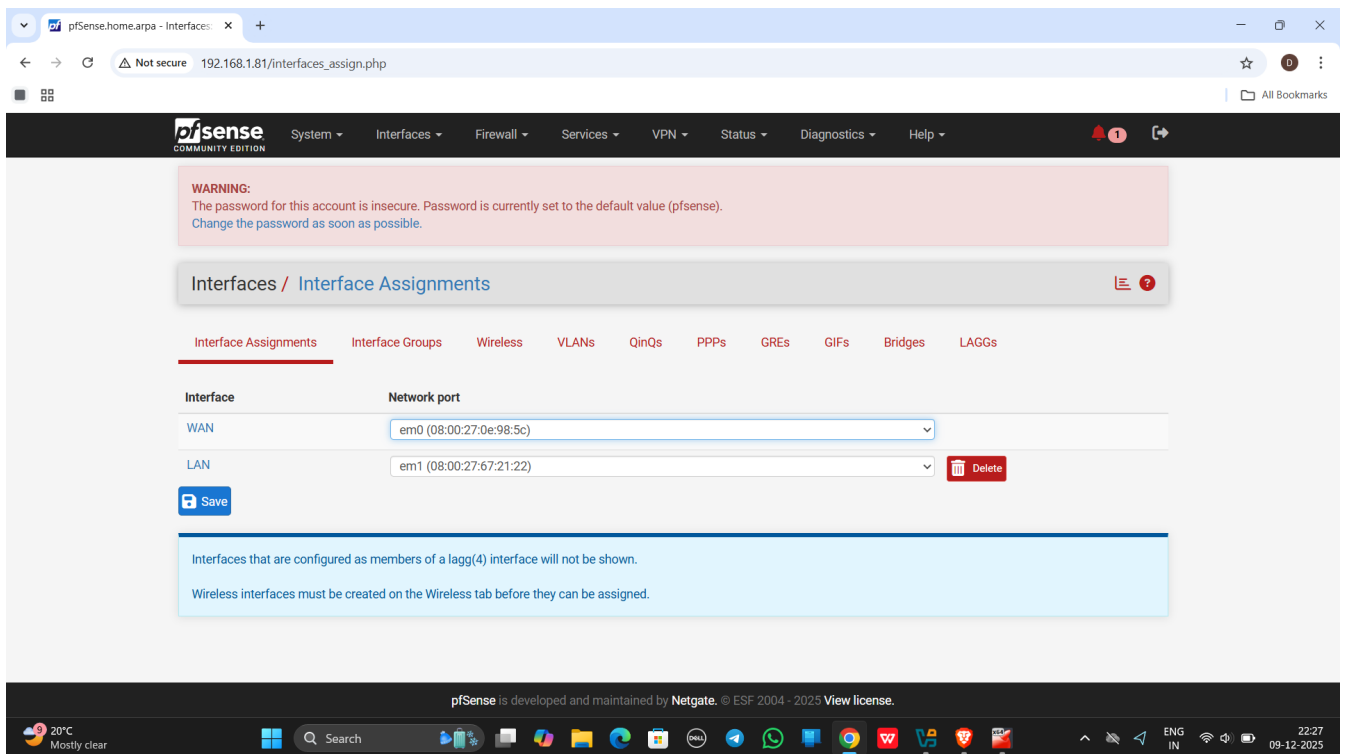 pfSense.home.arpa - Interfaces:
Not secure 192.168.1.81/interfaces_assign.php
D
All Bookmarks
pfsense System Interfaces Firewall Services VPN Status Diagnostics Help 1
COMMUNITY EDITION
WARNING:
The password for this account is insecure. Password is currently set to the default value (pfsense).
Change the password as soon as possible.
Interfaces / Interface Assignments
Interface Assignments Interface Groups Wireless VLANs QinQs PPPs GREs GIFs Bridges LAGGs
Interface Network port
WAN em0 (08:00:27:0e:98:5c)
LAN em1 (08:00:27:67:21:22) Delete
Save
Interfaces that are configured as members of a lagg(4) interface will not be shown.
Wireless interfaces must be created on the Wireless tab before they can be assigned.
pfSense is developed and maintained by Netgate. © ESF 2004 - 2025 View license.
9 20°C
Mostly clear
Search
DELL
X64
ENG
IN
22:27
09-12-2025